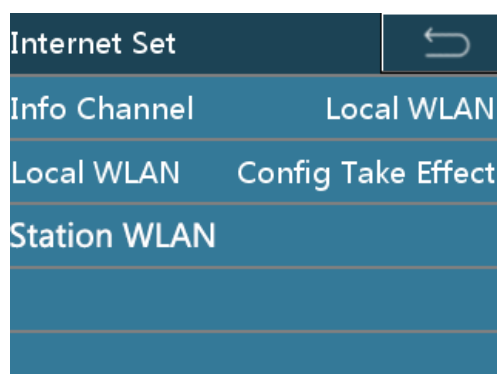 Internet Set
Info Channel Local WLAN
Local WLAN Config Take Effect
Station WLAN